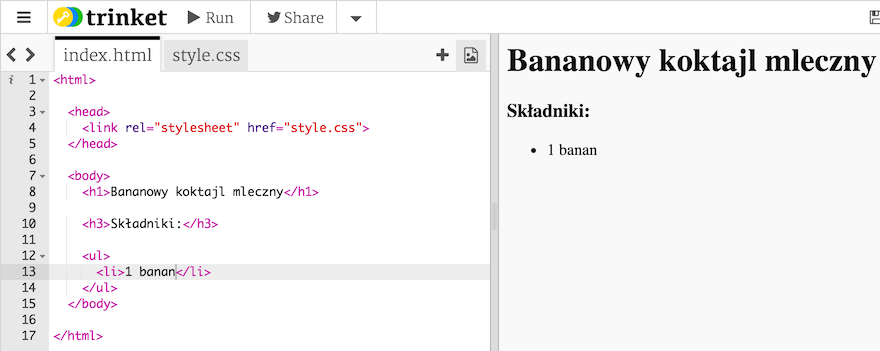 trinket Run Share
index.html style.css
1 <html>
2
3 <head>
4 <link rel="stylesheet" href="style.css">
5 </head>
6
7 <body>
8 <h1>Bananowy koktajl mleczny</h1>
9
10 <h3>Składniki:</h3>
11
12 <ul>
13 <li>1 banan</li>
14 </ul>
15 </body>
16
17 </html>
Bananowy koktajl mleczny
Składniki:
• 1 banan